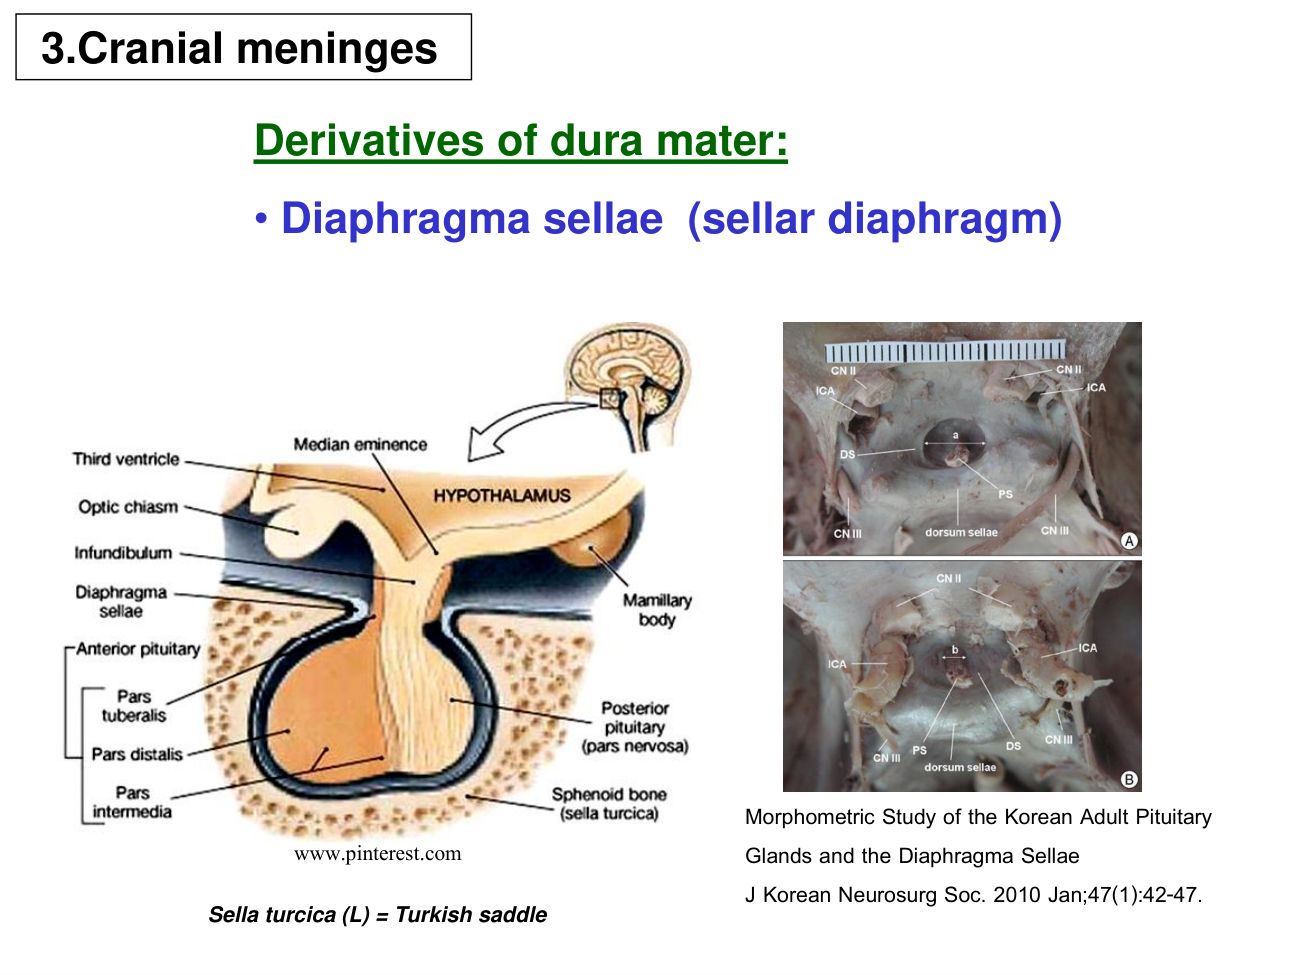 3.Cranial meninges
Derivatives of dura mater:
• Diaphragma sellae (sellar diaphragm)
Median eminence
Third ventricle
HYPOTHALAMUS
Optic chiasm
Infundibulum
Diaphragma
sellae
Mamillary
body
Anterior pituitary
Pars
tuberalis
Posterior
pituitary
(pars nervosa)
Pars distalis
Pars
intermedia
Sphenoid bone
(sella turcica)
www.pinterest.com
Sella turcica (L) = Turkish saddle
CN II
CN II
ICA
ICA
a
DS
PS
CN III
dorsum sellae
CN III
A
CN II
b
ICA
ICA
CN III
PS
DS
CN III
dorsum sellae
B
Morphometric Study of the Korean Adult Pituitary
Glands and the Diaphragma Sellae
J Korean Neurosurg Soc. 2010 Jan;47(1):42-47.